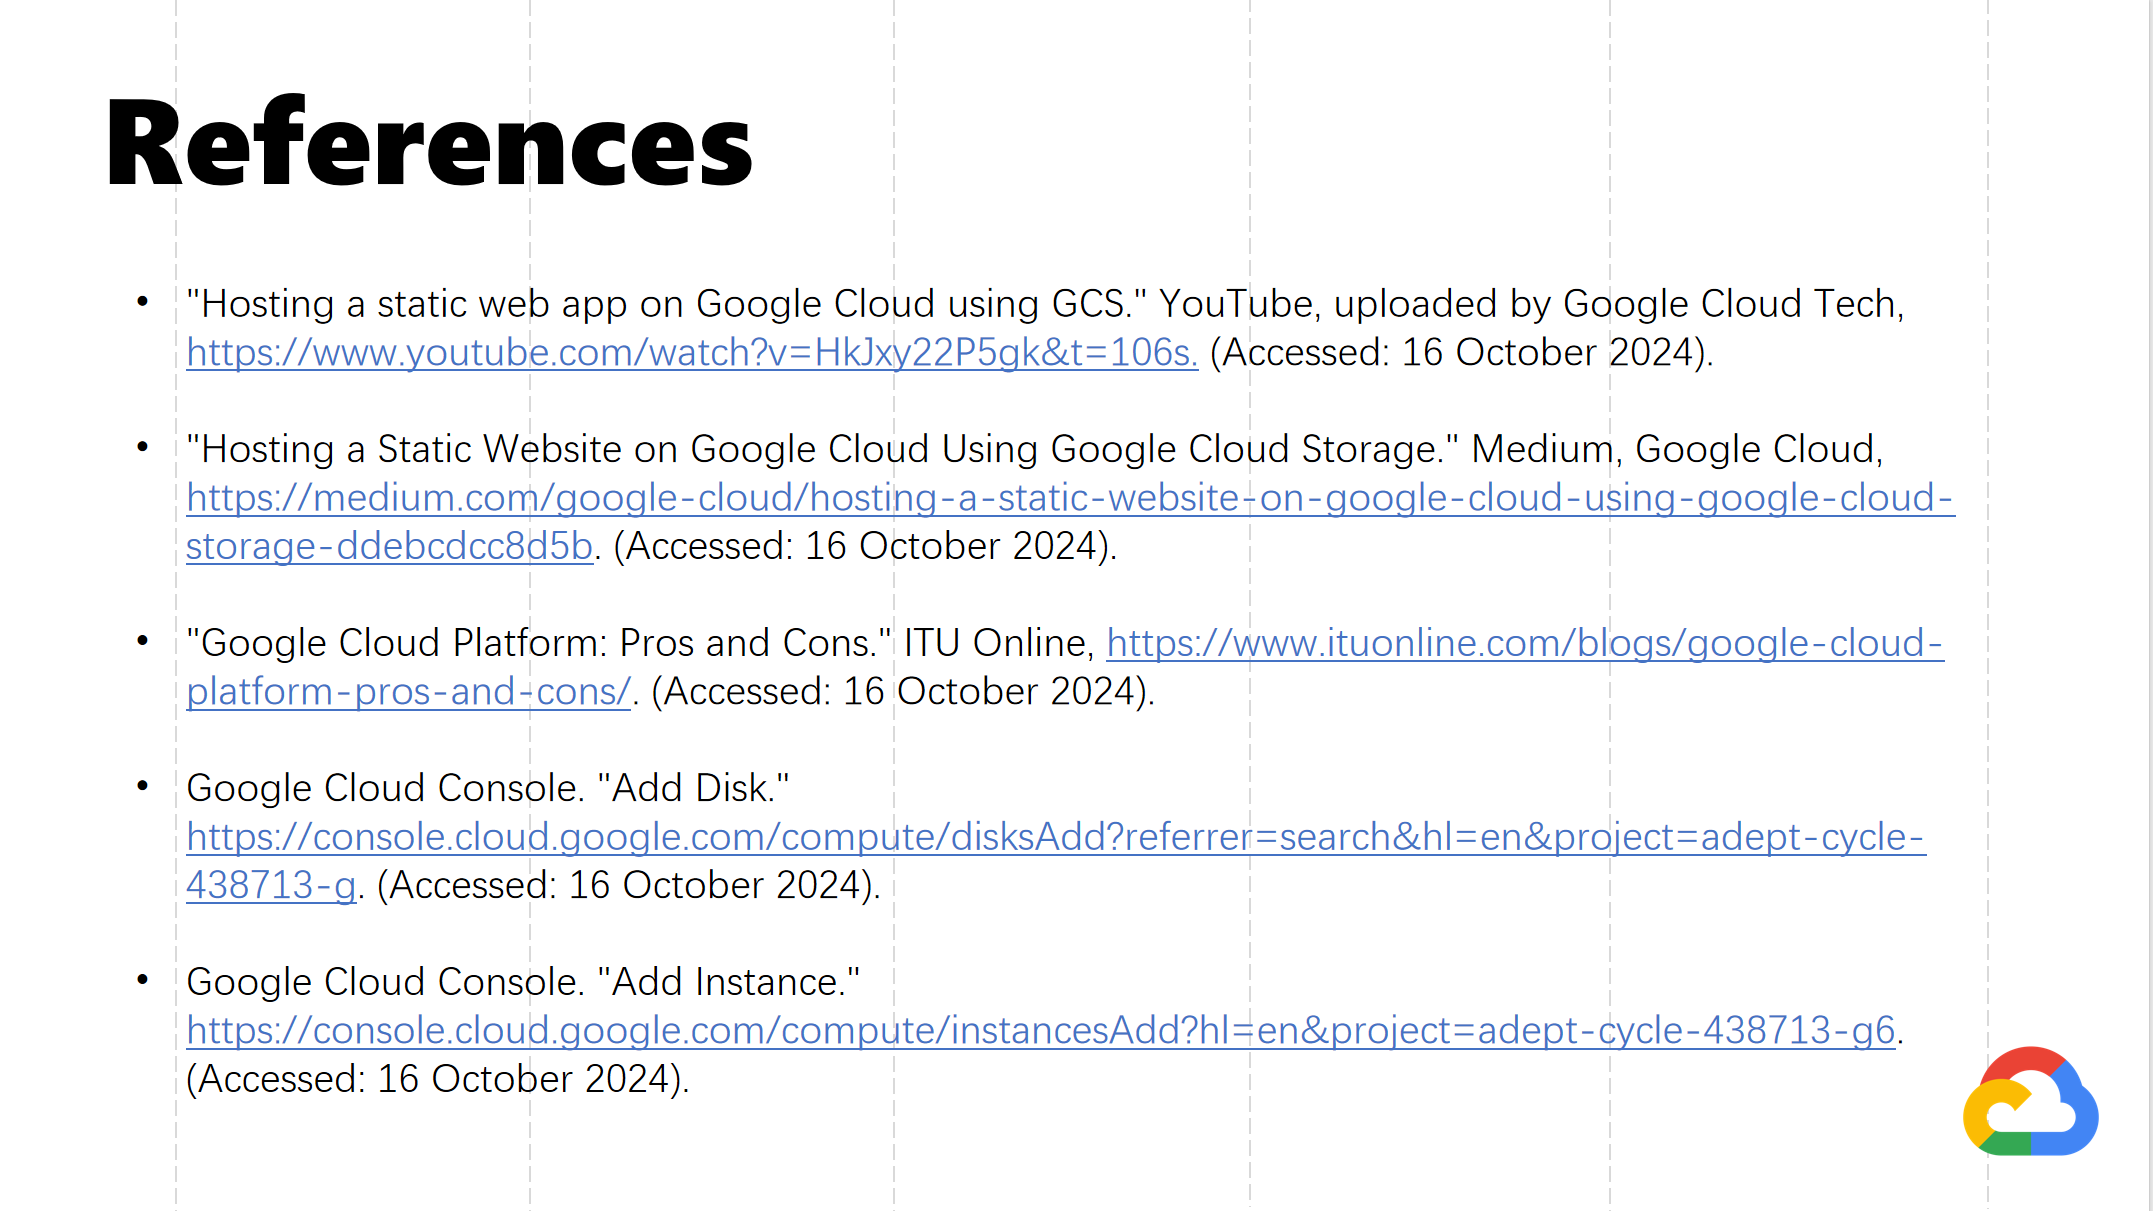 References
• "Hosting a static web app on Google Cloud using GCS." YouTube, uploaded by Google Cloud Tech,
https://www.youtube.com/watch?v=HkJxy22P5gk&t=106s. (Accessed: 16 October 2024).
• "Hosting a Static Website on Google Cloud Using Google Cloud Storage." Medium, Google Cloud,
https://medium.com/google-cloud/hosting-a-static-website-on-google-cloud-using-google-cloud-
storage-ddebcdcc8d5b. (Accessed: 16 October 2024).
• "Google Cloud Platform: Pros and Cons." ITU Online, https://www.ituonline.com/blogs/google-cloud-
platform-pros-and-cons/. (Accessed: 16 October 2024).
• Google Cloud Console. "Add Disk."
https://console.cloud.google.com/compute/disksAdd?referrer=search&hl=en&project=adept-cycle-
438713-g. (Accessed: 16 October 2024).
• Google Cloud Console. "Add Instance."
https://console.cloud.google.com/compute/instancesAdd?hl=en&project=adept-cycle-438713-g6.
(Accessed: 16 October 2024).